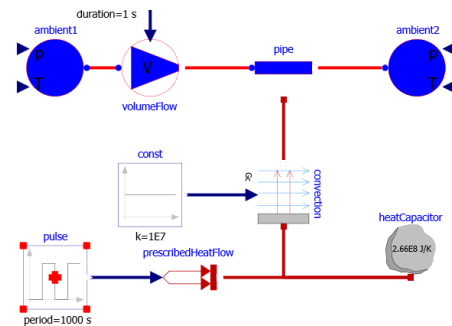 duration=1 s
ambient1
ambient2
p
T
V
pipe
p
T
volumeFlow
const
Gc
convection
k=1E7
heatCapacitor
pulse
prescribedHeatFlow
2.66E8 J/K
period=1000 s